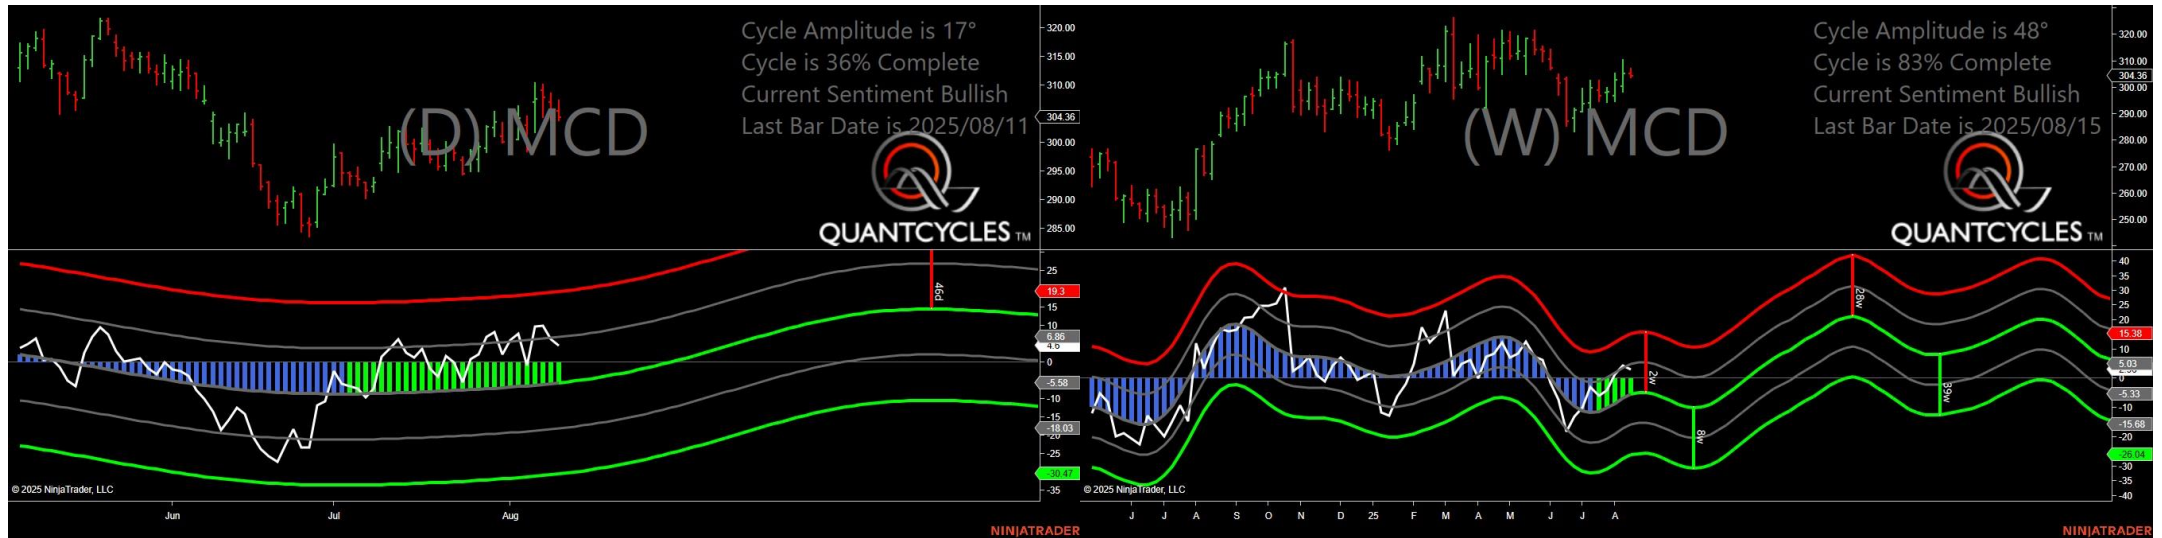 Cycle Amplitude is 17°
Cycle is 36% Complete
Current Sentiment Bullish
Last Bar Date is 2025/08/11
(D) MCD
QUANTCYCLES TM
320.00
315.00
310.00
304.36
300.00
295.00
290.00
285.00
46d
25
19.3
15
10
6.86
4.6
0
-5.58
-10
-15
-18.03
-20
-25
-30.47
-35
© 2025 NinjaTrader, LLC
Jun
Jul
Aug
NINJATRADER
Cycle Amplitude is 48°
Cycle is 83% Complete
Current Sentiment Bullish
Last Bar Date is 2025/08/15
(W) MCD
QUANTCYCLES TM
320.00
310.00
304.36
300.00
290.00
280.00
270.00
260.00
250.00
2w
8w
28w
39w
40
35
30
25
20
15.38
10
5.03
0
-5.33
-10
-15.68
-20
-26.04
-30
-35
-40
© 2025 NinjaTrader, LLC
J
J
A
S
O
N
D
25
F
M
A
M
J
J
A
NINJATRADER